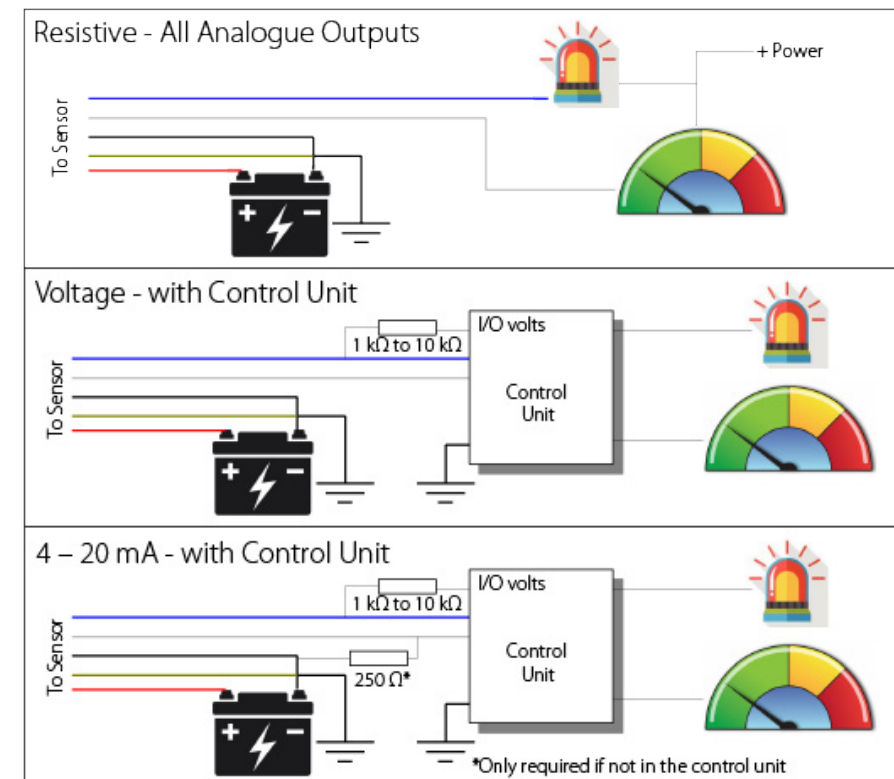 Resistive - All Analogue Outputs
+ Power
To Sensor
+ -
Voltage - with Control Unit
I/O volts
1 kΩ to 10 kΩ
To Sensor
Control
Unit
+ -
4 – 20 mA - with Control Unit
I/O volts
1 kΩ to 10 kΩ
To Sensor
Control
Unit
250 Ω*
+ -
*Only required if not in the control unit